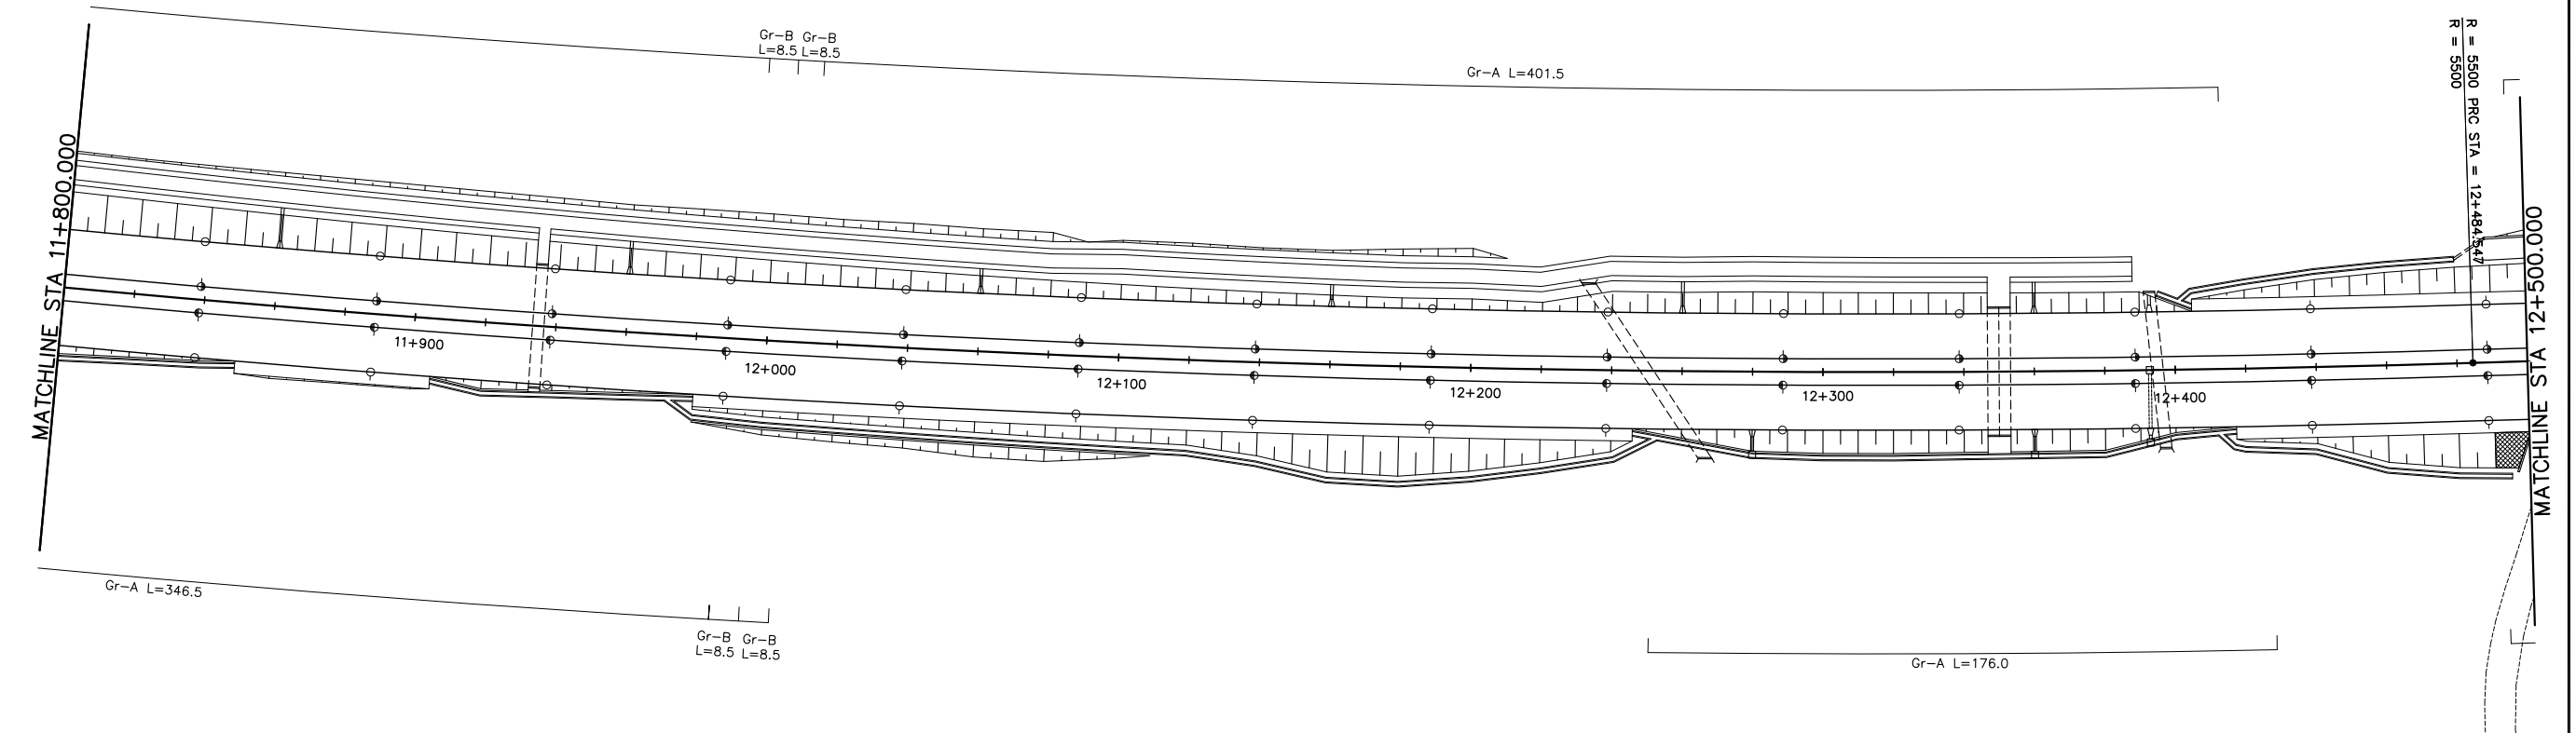 Gr-B Gr-B
L=8.5 L=8.5
Gr-A L=401.5
R = 5500 PRC STA = 12+484.547
R = 5500
MATCHLINE STA 11+800.000
11+900
12+000
12+100
12+200
12+300
12+400
MATCHLINE STA 12+500.000
Gr-A L=346.5
Gr-B Gr-B
L=8.5 L=8.5
Gr-A L=176.0